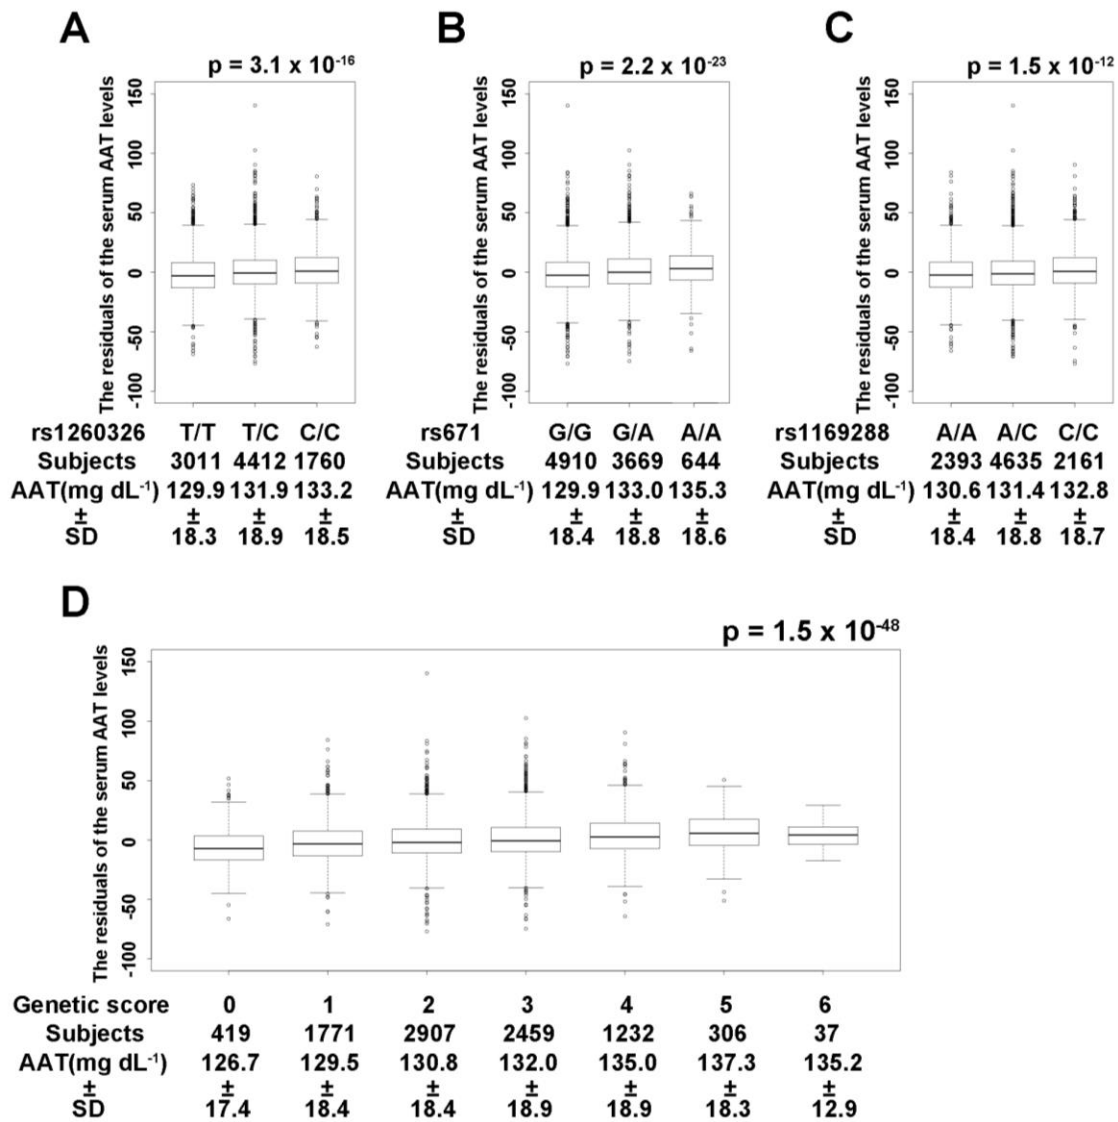 A
B
C
p = 3.1 x 10-16
p = 2.2 x 10-23
p = 1.5 x 10-12
The residuals of the serum AAT levels
150
100
50
0
-50
-100
The residuals of the serum AAT levels
150
100
50
0
-50
-100
The residuals of the serum AAT levels
150
100
50
0
-50
-100
rs1260326 T/T T/C C/C
Subjects 3011 4412 1760
AAT(mg dL-1) 129.9 131.9 133.2
± ± ± ±
SD 18.3 18.9 18.5
rs671 G/G G/A A/A
Subjects 4910 3669 644
AAT(mg dL-1) 129.9 133.0 135.3
± ± ± ±
SD 18.4 18.8 18.6
rs1169288 A/A A/C C/C
Subjects 2393 4635 2161
AAT(mg dL-1) 130.6 131.4 132.8
± ± ± ±
SD 18.4 18.8 18.7
D
p = 1.5 x 10-48
The residuals of the serum AAT levels
150
100
50
0
-50
-100
Genetic score 0 1 2 3 4 5 6
Subjects 419 1771 2907 2459 1232 306 37
AAT(mg dL-1) 126.7 129.5 130.8 132.0 135.0 137.3 135.2
± ± ± ± ± ± ± ±
SD 17.4 18.4 18.4 18.9 18.9 18.3 12.9